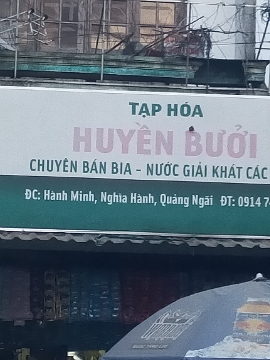 TẠP HÓA
HUYỀN BƯỞI
CHUYÊN BÁN BIA - NƯỚC GIẢI KHÁT CÁC
ĐC: Hành Minh, Nghĩa Hành, Quảng Ngãi ĐT: 0914 7